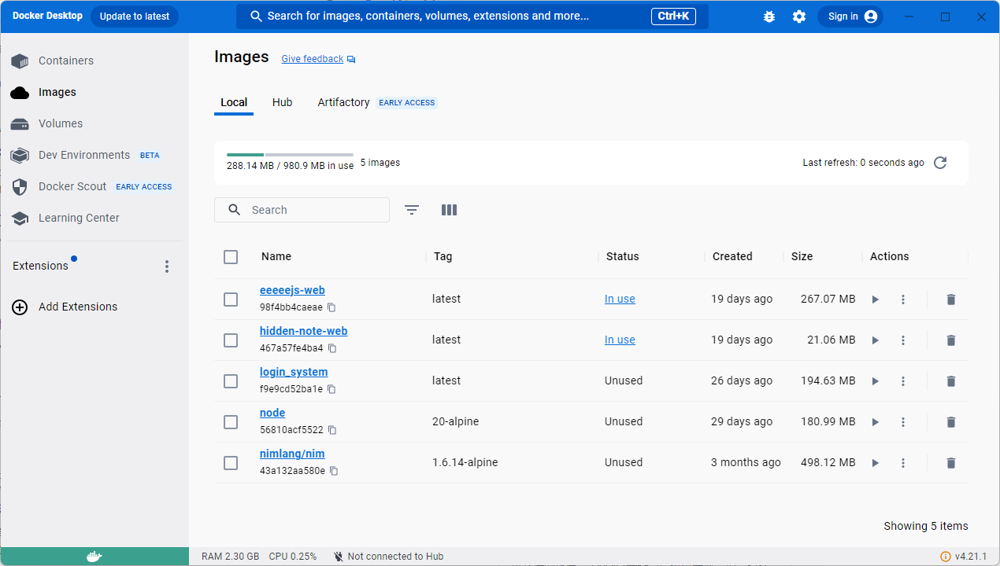 Docker Desktop Update to latest Search for images, containers, volumes, extensions and more... Ctrl+K Sign in
Containers
Images
Volumes
Dev Environments BETA
Docker Scout EARLY ACCESS
Learning Center
Extensions
Add Extensions
Images Give feedback
Local Hub Artifactory EARLY ACCESS
288.14 MB / 980.9 MB in use 5 images Last refresh: 0 seconds ago
Search
Name Tag Status Created Size Actions
eeeeejs-web latest In use 19 days ago 267.07 MB
98f4bb4caeae
hidden-note-web latest In use 19 days ago 21.06 MB
467a57fe4ba4
login_system latest Unused 26 days ago 194.63 MB
f9e9cd52ba1e
node 20-alpine Unused 29 days ago 180.99 MB
56810acf5522
nimlang/nim 1.6.14-alpine Unused 3 months ago 498.12 MB
43a132aa580e
Showing 5 items
RAM 2.30 GB CPU 0.25% Not connected to Hub v4.21.1